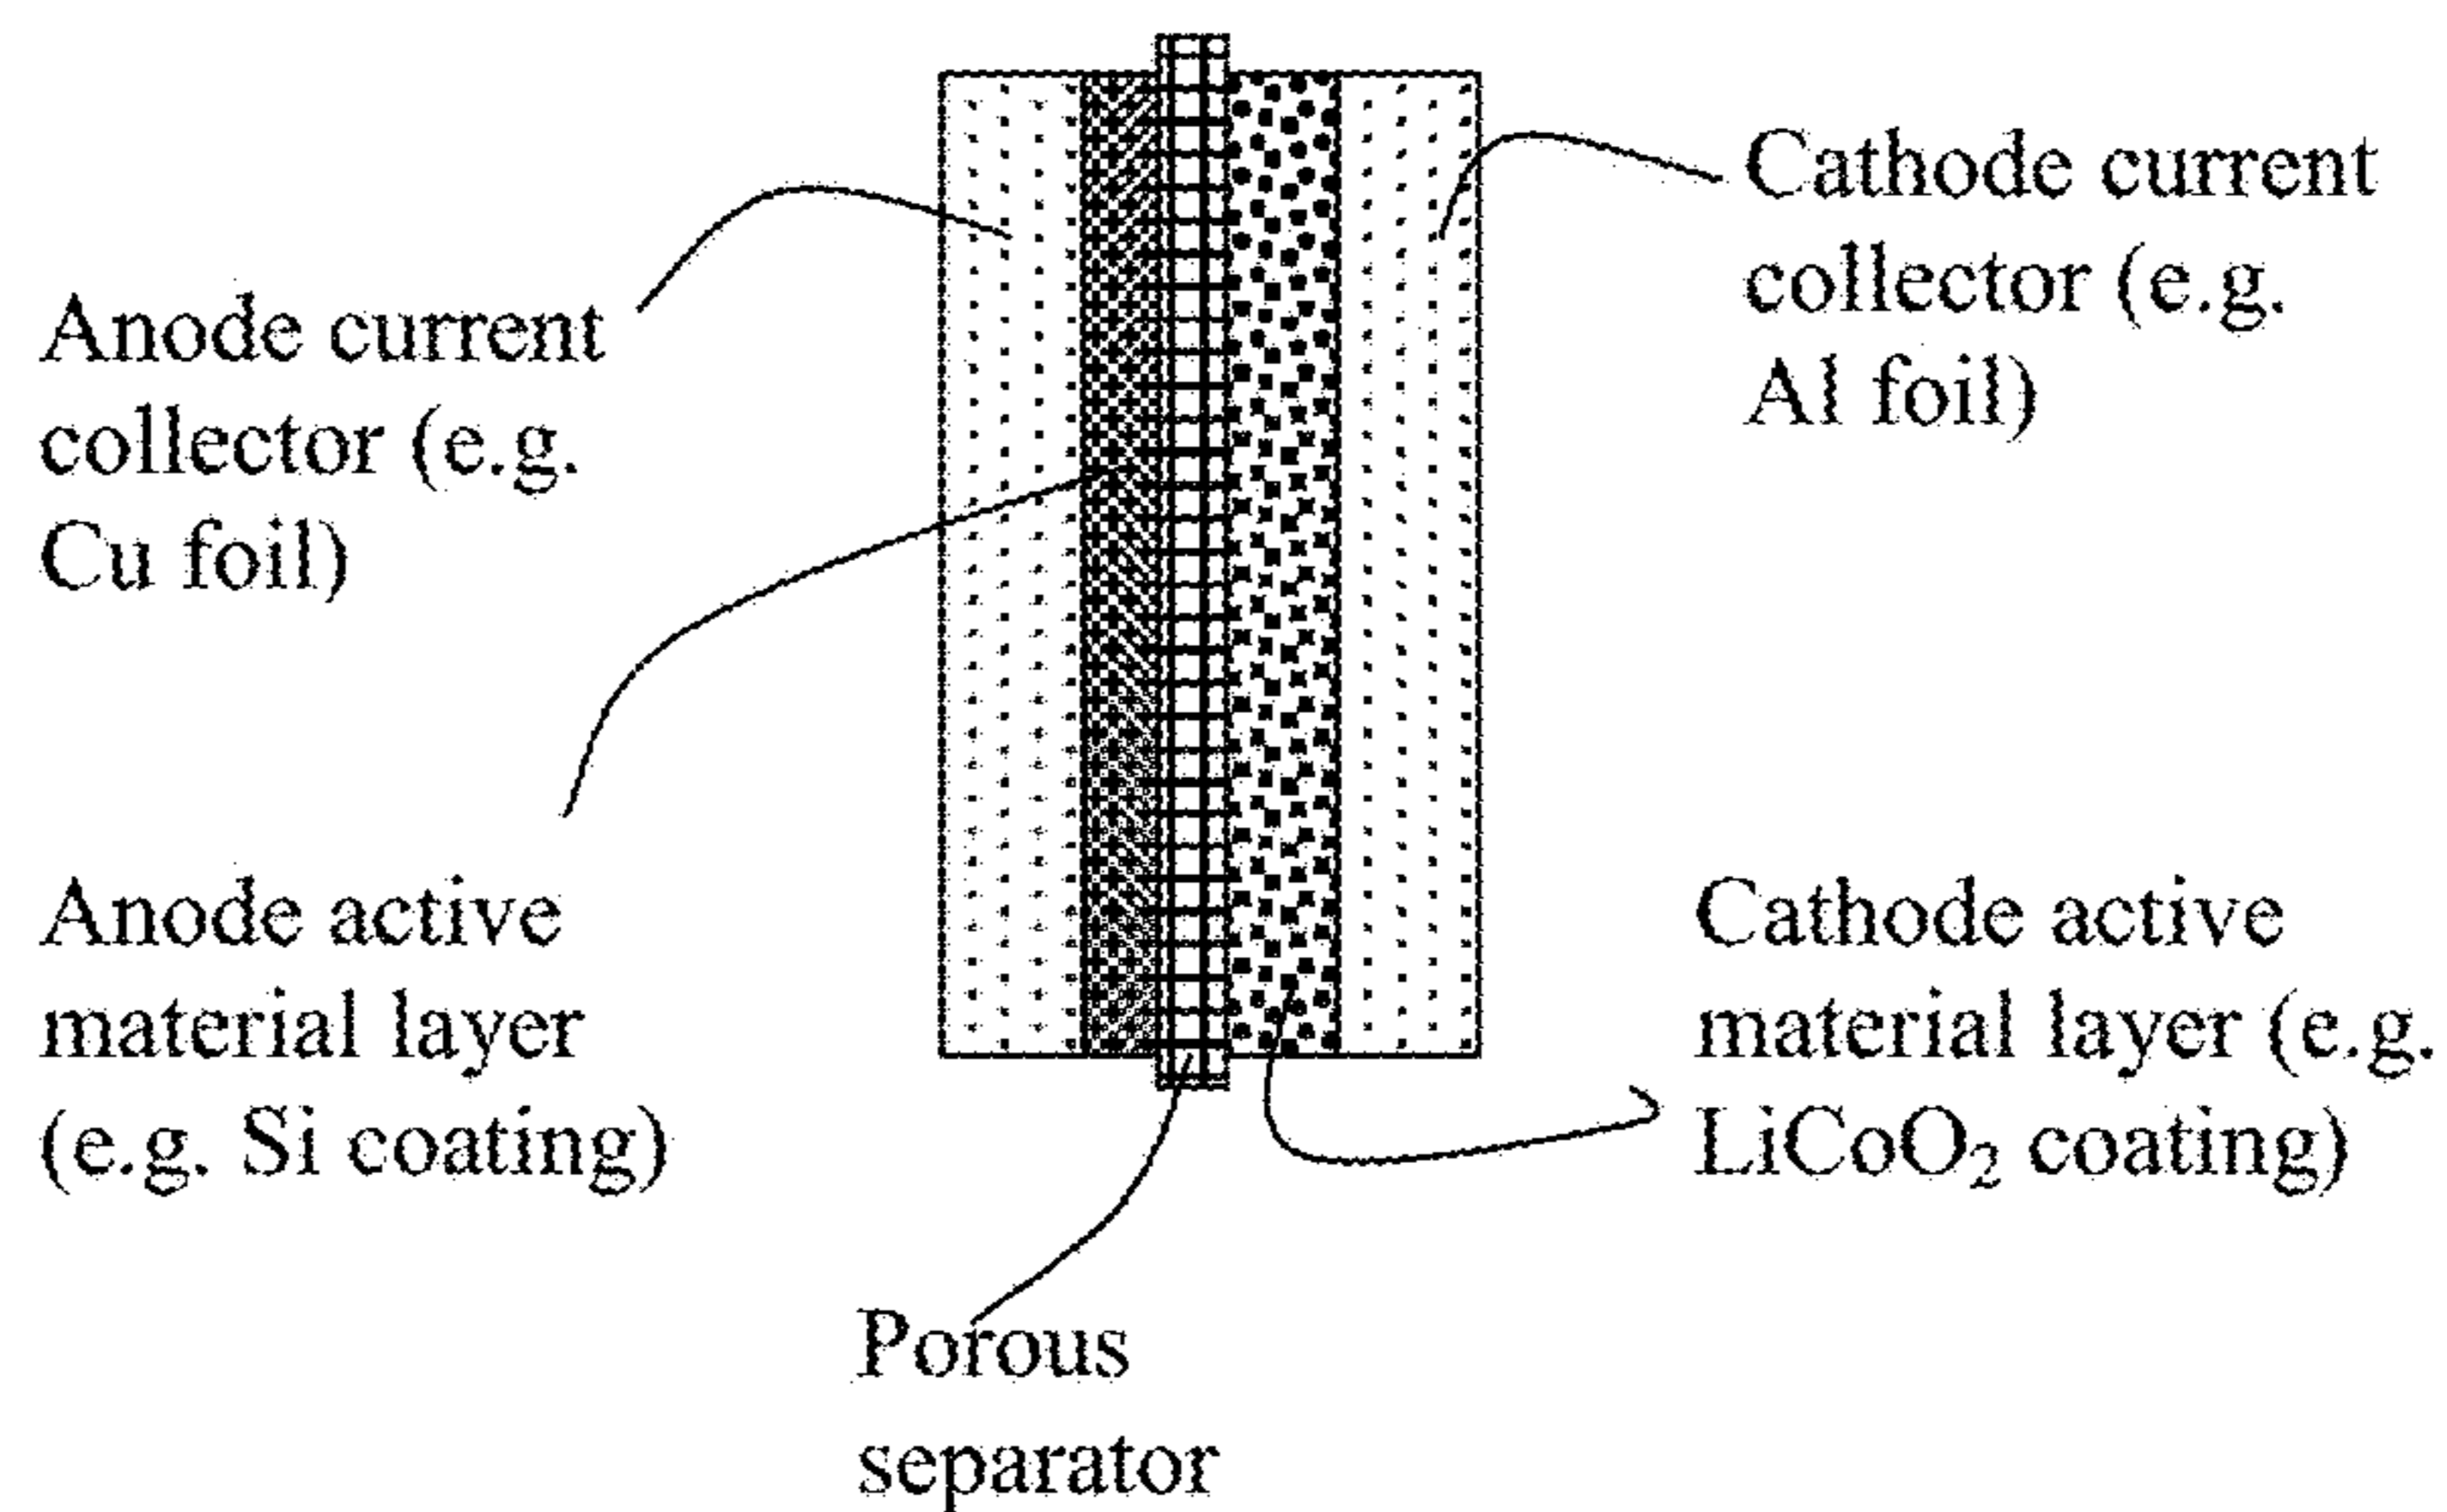 Anode current
collector (e.g.
Cu foil)
Cathode current
collector (e.g.
Al foil)
Anode active
material layer
(e.g. Si coating)
Cathode active
material layer (e.g.
LiCoO₂ coating)
Porous
separator